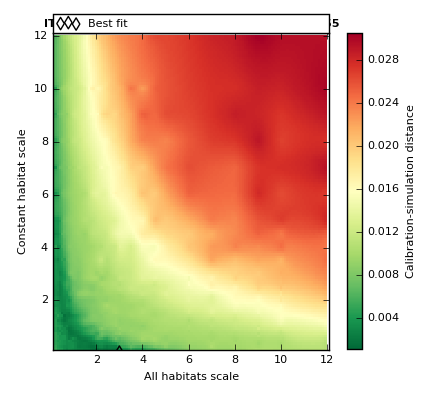 Best fit
Constant habitat scale
12
10
8
6
4
2
2 4 6 8 10 12
All habitats scale
0.028
0.024
0.020
0.016
0.012
0.008
0.004
Calibration-simulation distance